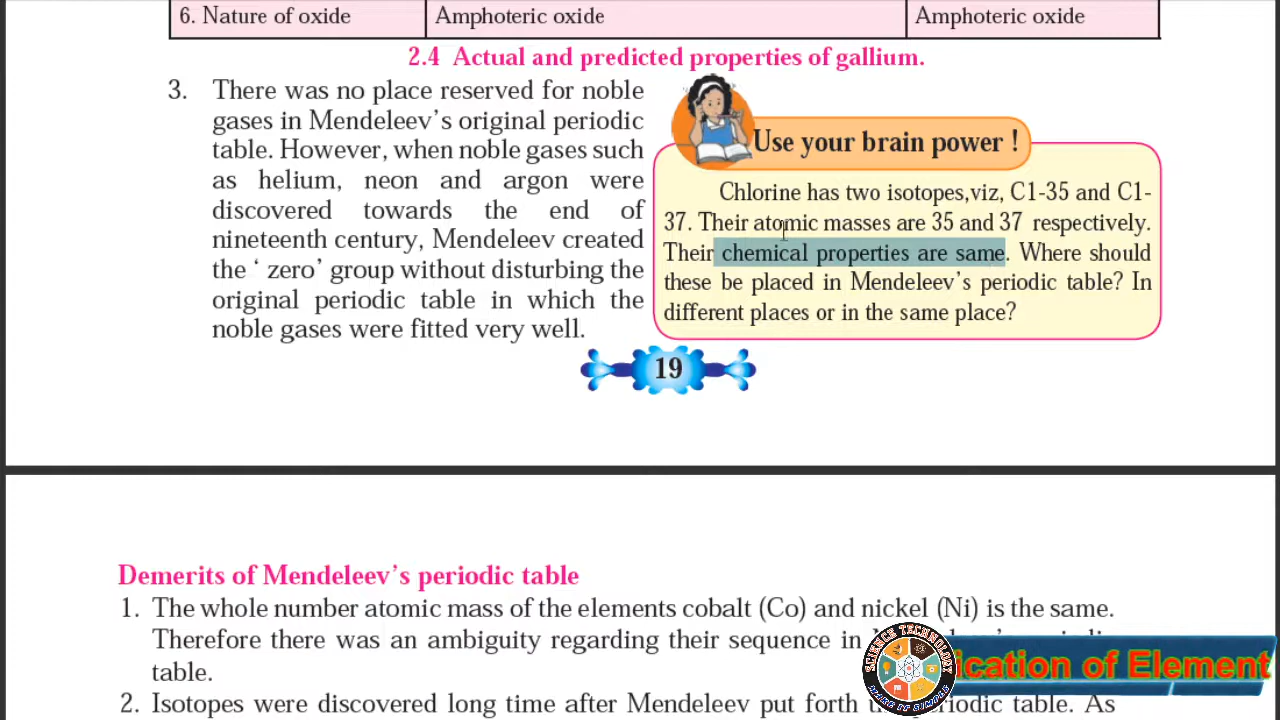 6. Nature of oxide Amphoteric oxide Amphoteric oxide
2.4 Actual and predicted properties of gallium.
3. There was no place reserved for noble
gases in Mendeleev's original periodic
table. However, when noble gases such
as helium, neon and argon were
discovered towards the end of
nineteenth century, Mendeleev created
the ‘ zero’ group without disturbing the
original periodic table in which the
noble gases were fitted very well.
Use your brain power !
Chlorine has two isotopes,viz, C1-35 and C1-
37. Their atomic masses are 35 and 37 respectively.
Their chemical properties are same. Where should
these be placed in Mendeleev's periodic table? In
different places or in the same place?
19
Demerits of Mendeleev's periodic table
1. The whole number atomic mass of the elements cobalt (Co) and nickel (Ni) is the same.
Therefore there was an ambiguity regarding their sequence in
table.
2. Isotopes were discovered long time after Mendeleev put forth table. As
SCIENCE TECHNOLOGY
MAKES IT SIMPLE
ication of Element